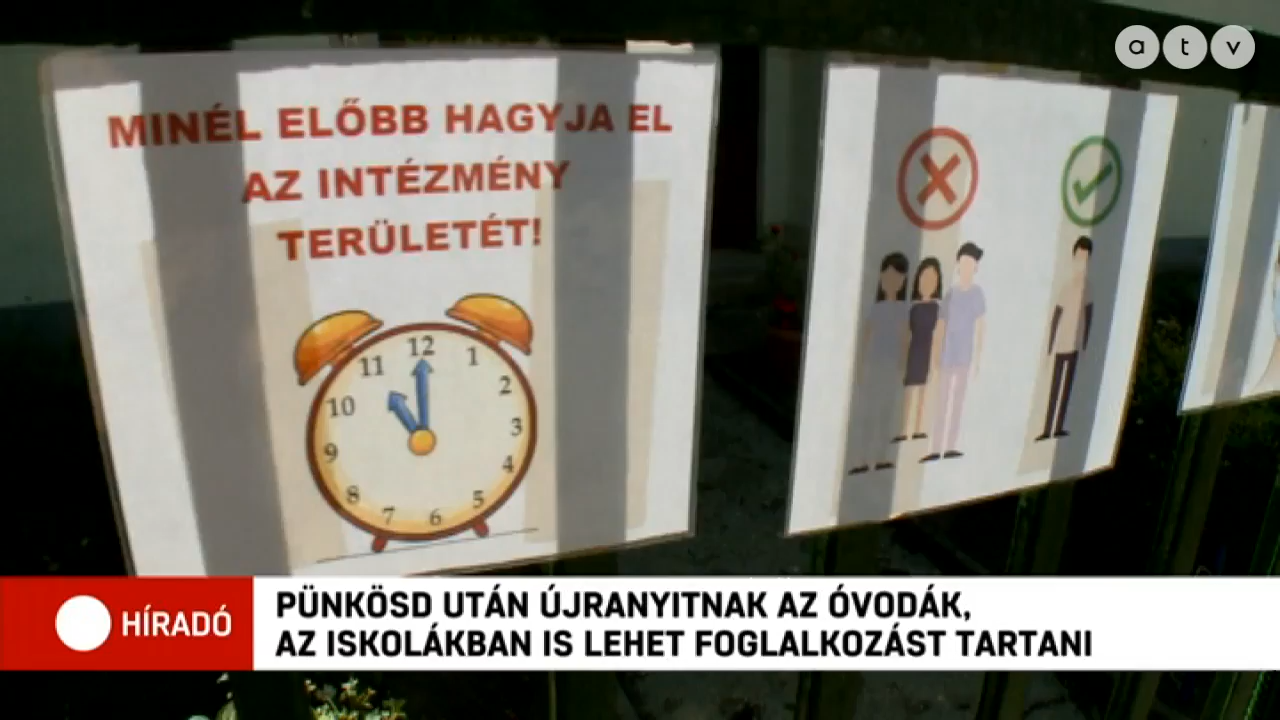 atv
MINÉL ELŐBB HAGYJA EL
AZ INTÉZMÉNY
TERÜLETÉT!
12
11
1
10
2
9
3
8
4
7
6
5
HÍRADÓ
PÜNKÖSD UTÁN ÚJRANYITNAK AZ ÓVODÁK,
AZ ISKOLÁKBAN IS LEHET FOGLALKOZÁST TARTANI